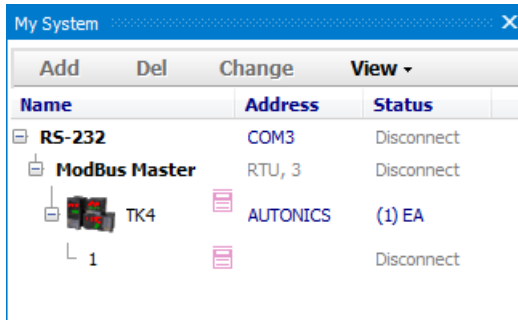 My System
Add Del Change View
Name Address Status
RS-232 COM3 Disconnect
ModBus Master RTU, 3 Disconnect
TK4 AUTONICS (1) EA
1 Disconnect